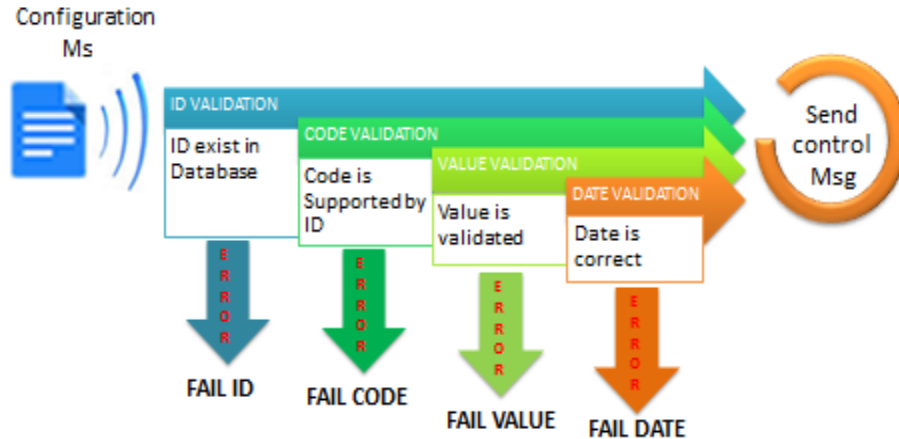 Configuration
Ms
ID VALIDATION
ID exist in
Database
CODE VALIDATION
Code is
Supported by
ID
VALUE VALIDATION
Value is
validated
DATE VALIDATION
Date is
correct
Send
control
Msg
ERROR
ERROR
ERROR
ERROR
FAIL ID
FAIL CODE
FAIL VALUE
FAIL DATE